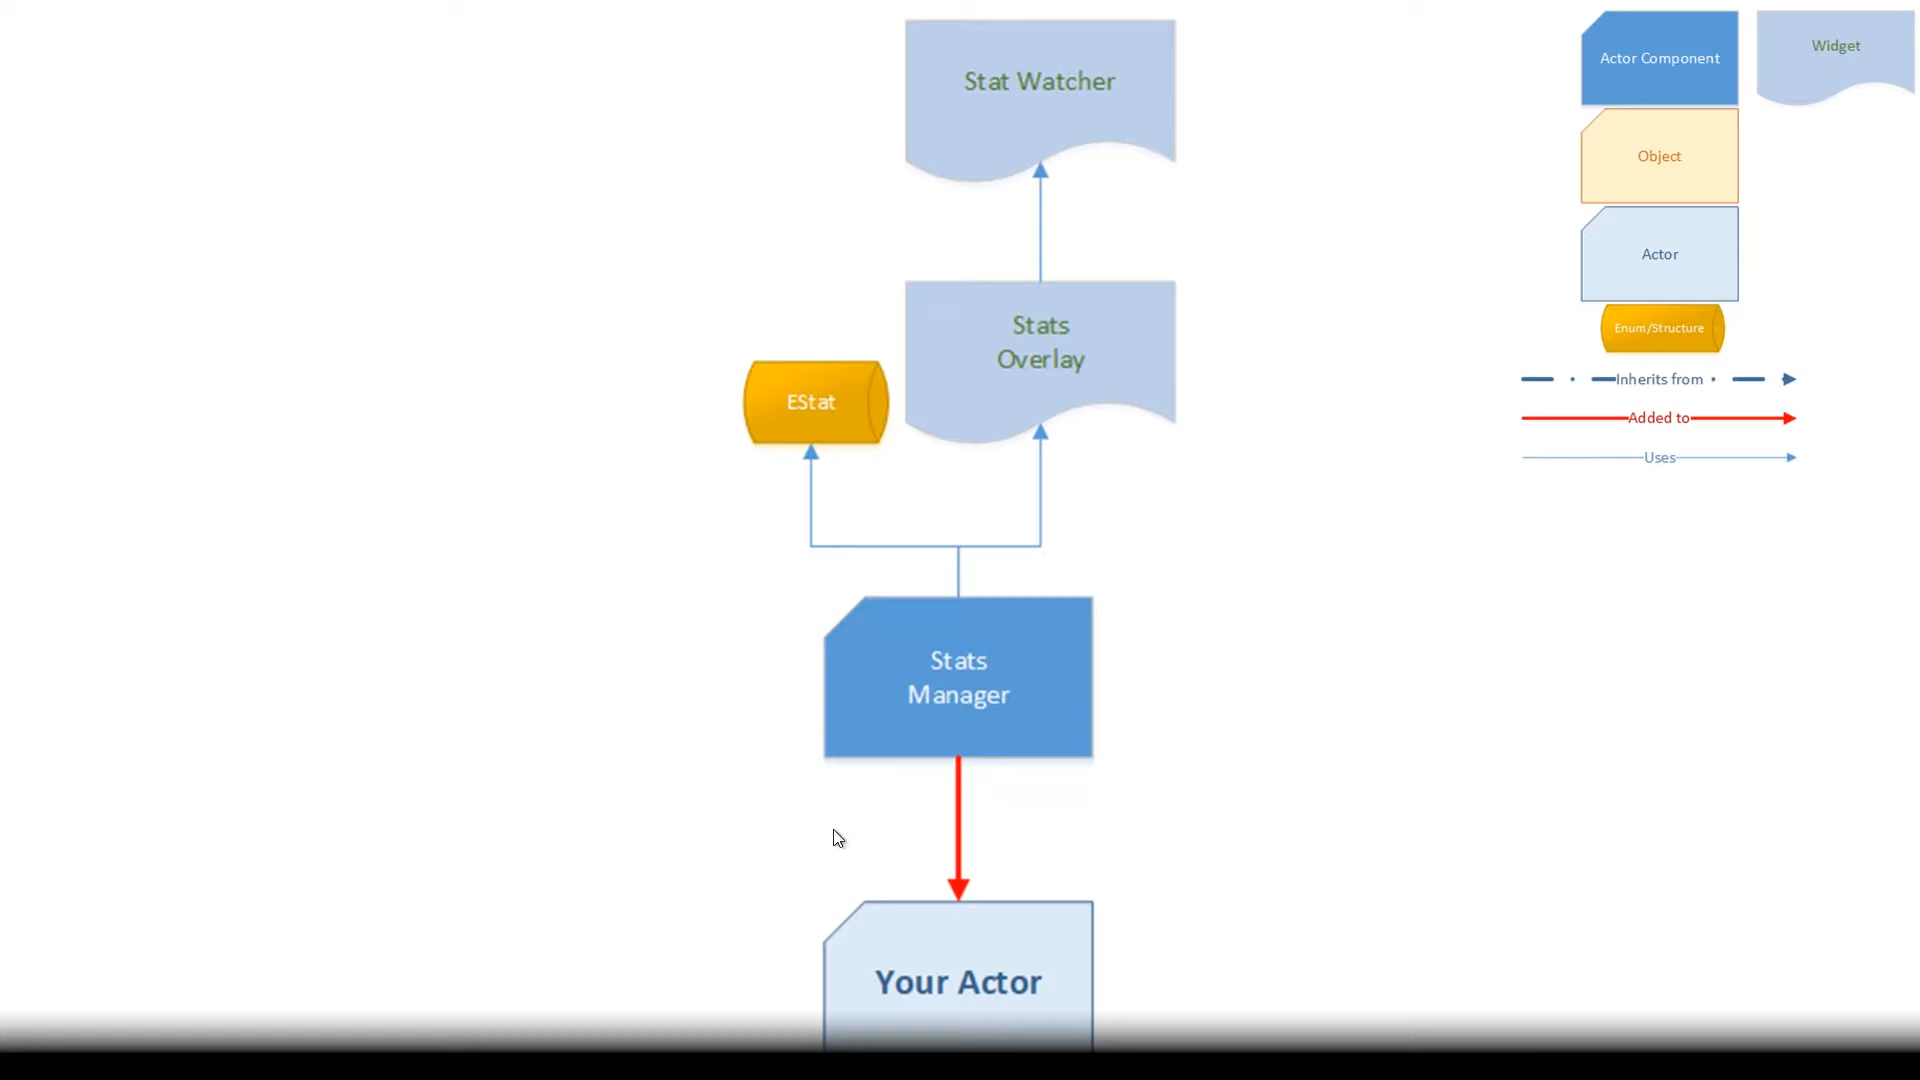 Stat Watcher
Stats
Overlay
EStat
Stats
Manager
Your Actor
Actor Component
Widget
Object
Actor
Enum/Structure
Inherits from
Added to
Uses